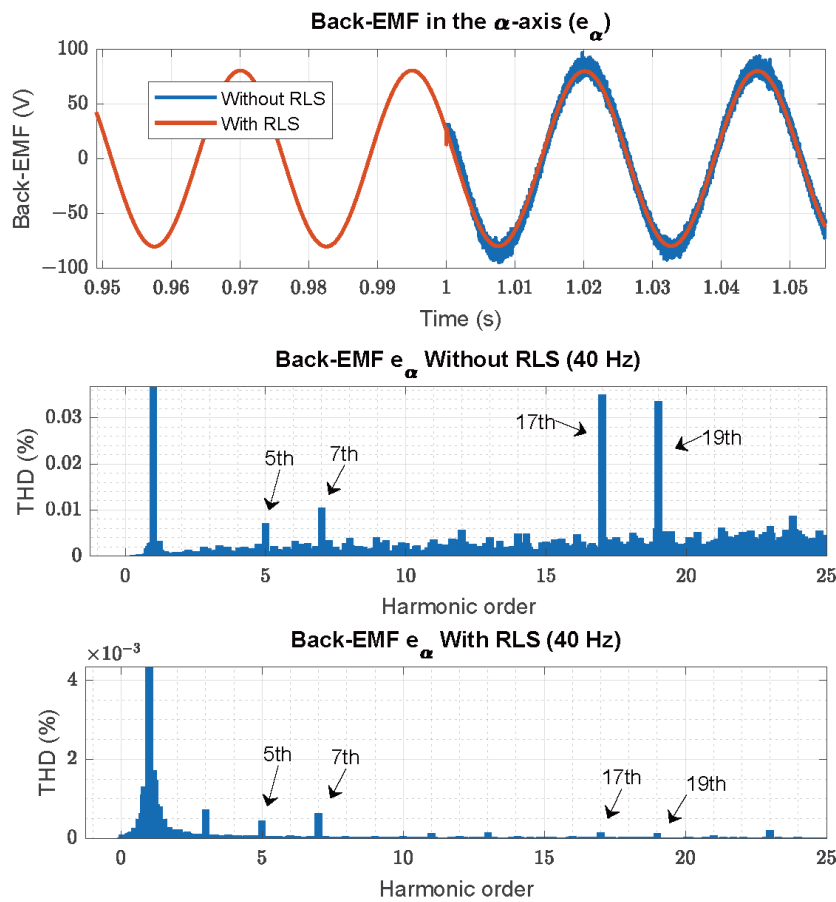 Back-EMF in the α-axis (eα)
Back-EMF (V)
100
50
0
−50
−100
Without RLS
With RLS
0.95 0.96 0.97 0.98 0.99 1 1.01 1.02 1.03 1.04 1.05
Time (s)
Back-EMF eα Without RLS (40 Hz)
THD (%)
0.03
0.02
0.01
0
5th
7th
17th
19th
0 5 10 15 20 25
Harmonic order
Back-EMF eα With RLS (40 Hz)
×10−3
THD (%)
4
2
0
5th
7th
17th
19th
0 5 10 15 20 25
Harmonic order